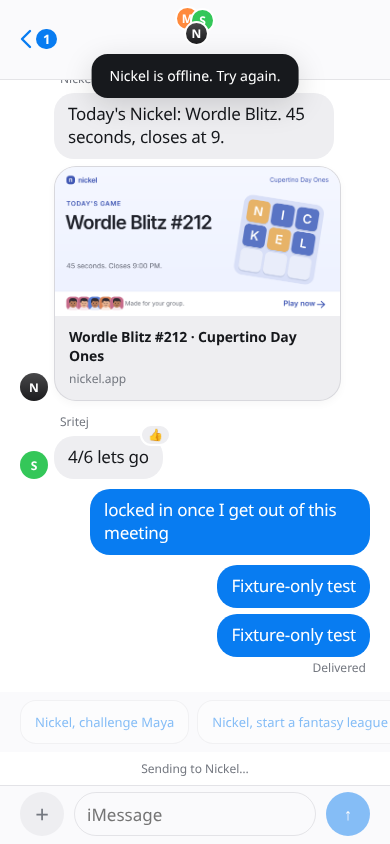 1
M S
N
Nickel is offline. Try again.
Today's Nickel: Wordle Blitz. 45
seconds, closes at 9.
n nickel
Cupertino Day Ones
TODAY'S GAME
Wordle Blitz #212
N I C
K E L
45 seconds. Closes 9:00 PM.
Made for your group.
Play now →
Wordle Blitz #212 · Cupertino Day
Ones
nickel.app
N
Sritej
👍
S
4/6 lets go
locked in once I get out of this
meeting
Fixture-only test
Fixture-only test
Delivered
Nickel, challenge Maya
Nickel, start a fantasy league
Sending to Nickel…
+
iMessage
↑